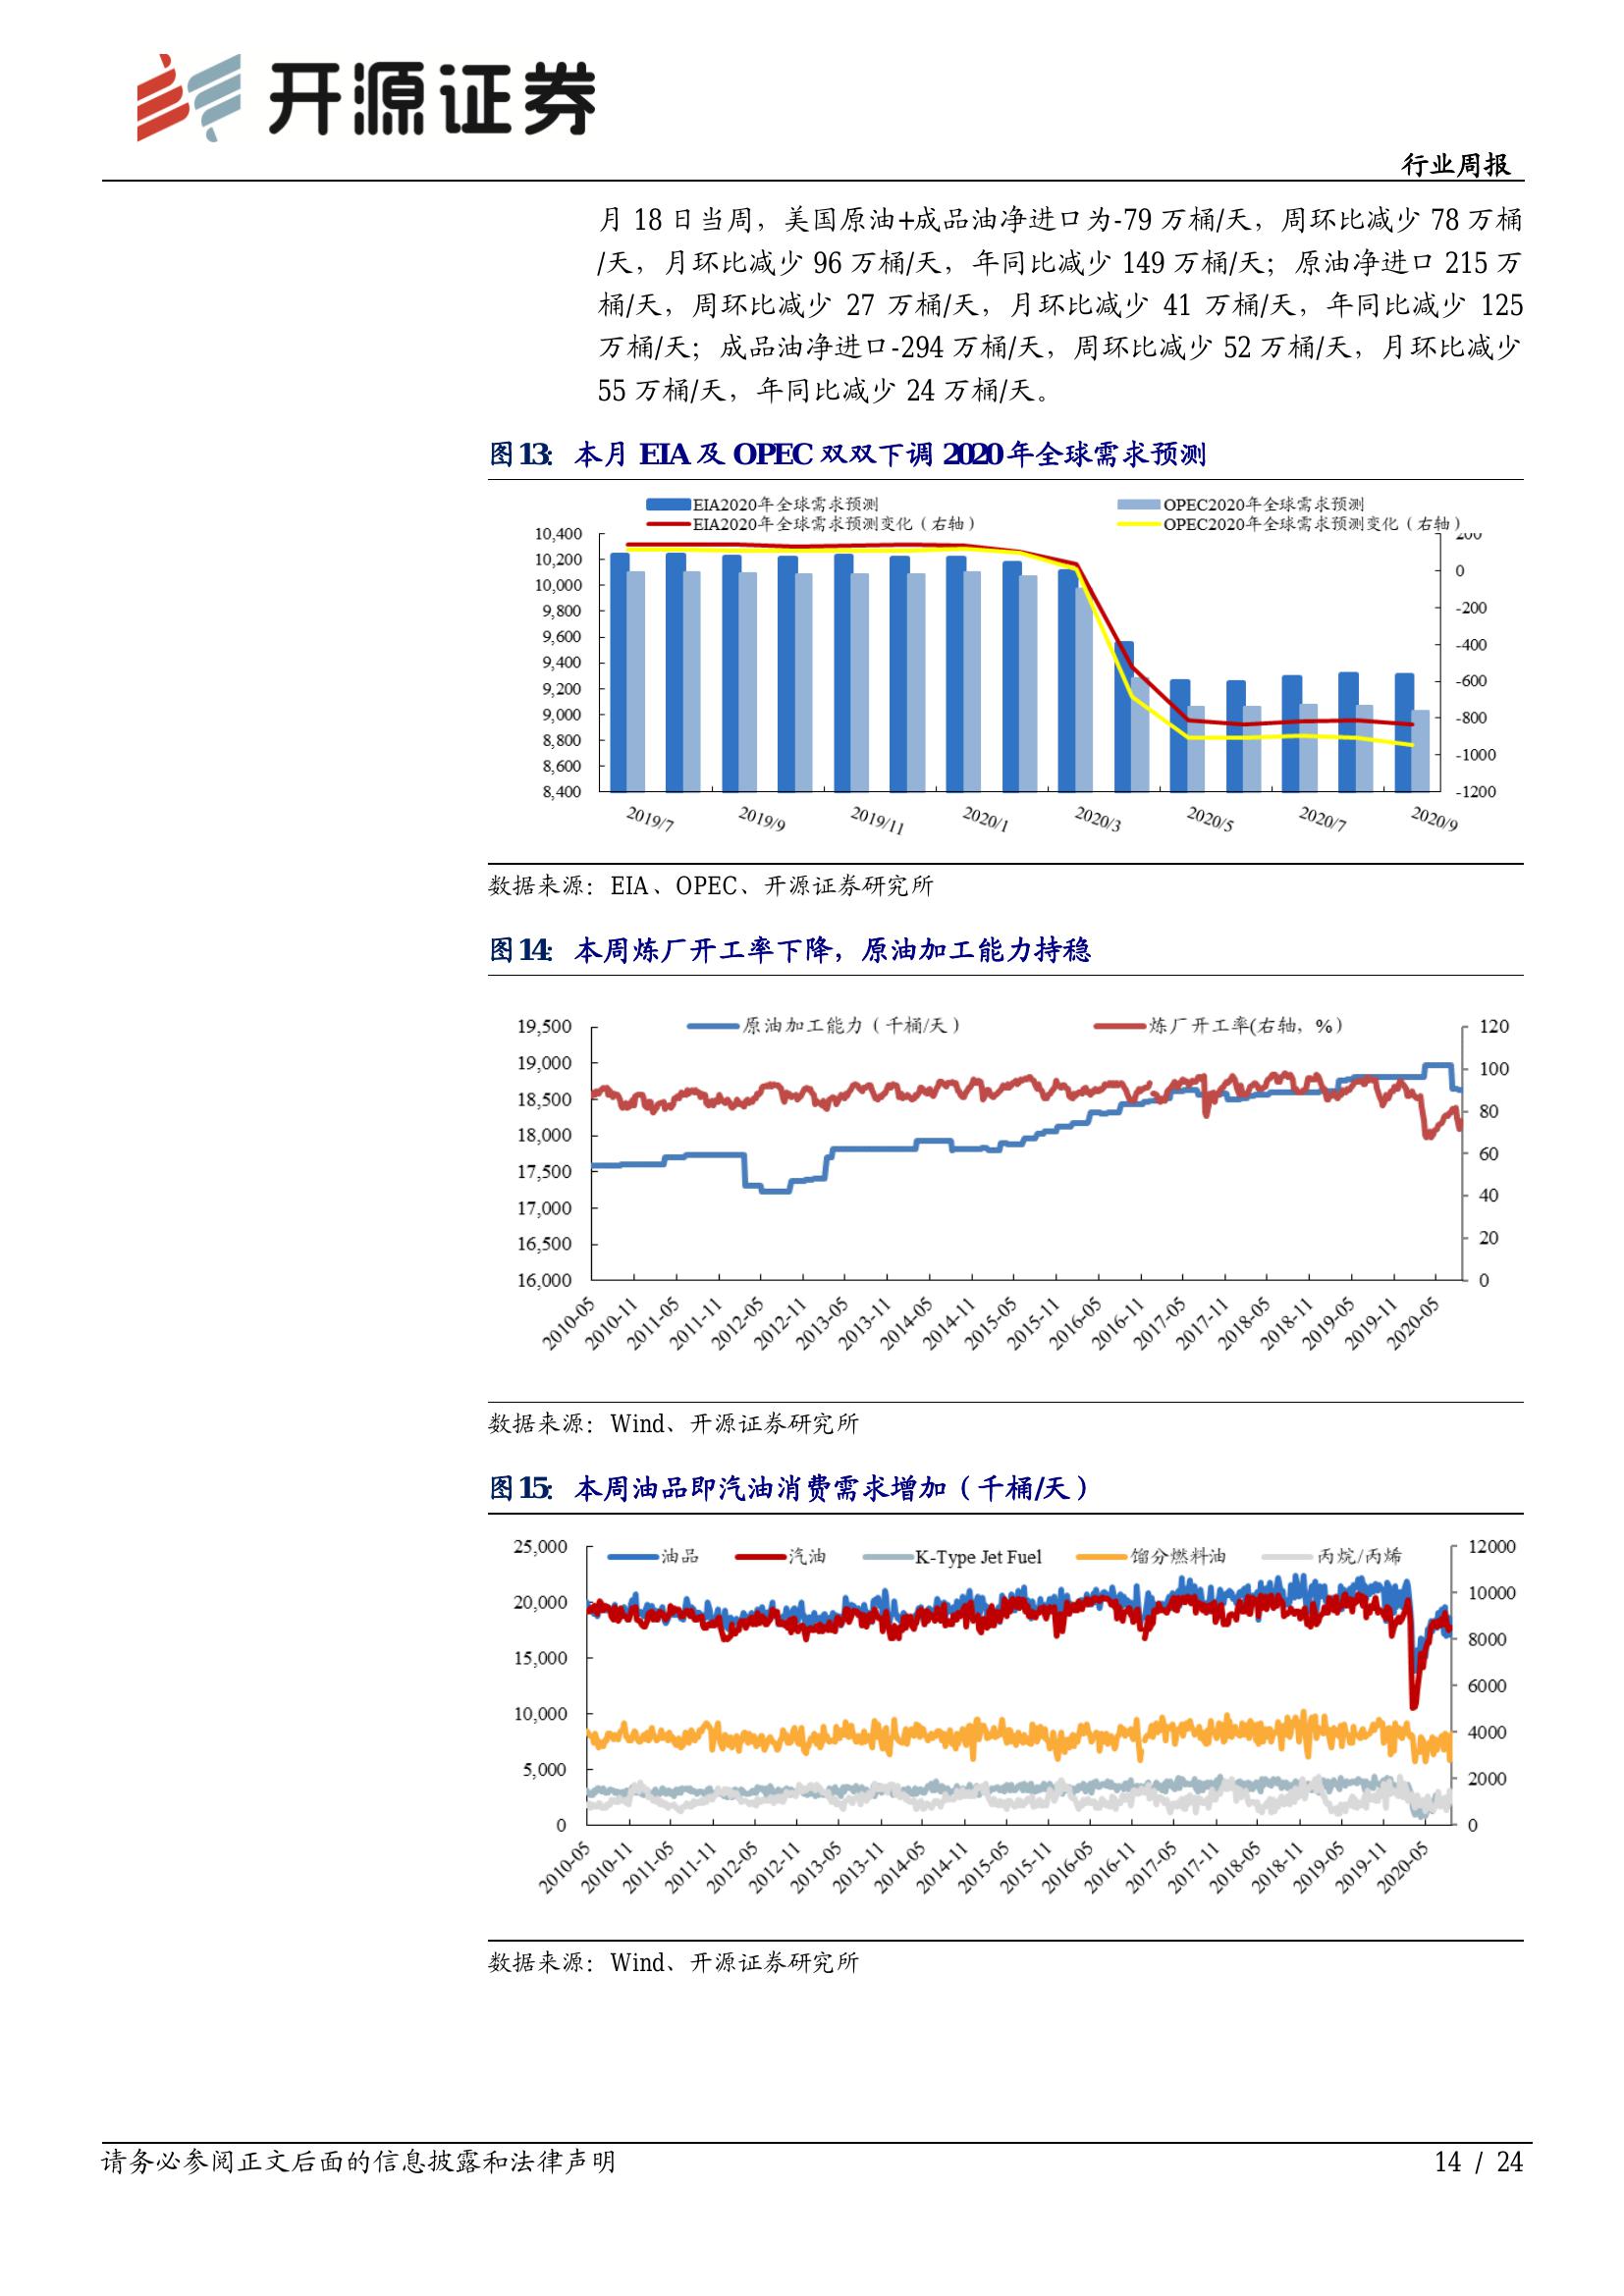 开源证券
行业周报
月 18 日当周，美国原油+成品油净进口为-79 万桶/天，周环比减少 78 万桶
/天，月环比减少 96 万桶/天，年同比减少 149 万桶/天；原油净进口 215 万
桶/天，周环比减少 27 万桶/天，月环比减少 41 万桶/天，年同比减少 125
万桶/天；成品油净进口-294 万桶/天，周环比减少 52 万桶/天，月环比减少
55 万桶/天，年同比减少 24 万桶/天。
图13： 本月 EIA 及 OPEC 双双下调 2020 年全球需求预测
EIA2020年全球需求预测 OPEC2020年全球需求预测
EIA2020年全球需求预测变化（右轴） OPEC2020年全球需求预测变化（右轴）
10,400 200
10,200 0
10,000
9,800 -200
9,600 -400
9,400
9,200 -600
9,000 -800
8,800
8,600 -1000
8,400 -1200
2019/7 2019/9 2019/11 2020/1 2020/3 2020/5 2020/7 2020/9
数据来源：EIA、OPEC、开源证券研究所
图14： 本周炼厂开工率下降，原油加工能力持稳
原油加工能力（千桶/天） 炼厂开工率(右轴，%）
19,500 120
19,000 100
18,500 80
18,000 60
17,500
17,000 40
16,500 20
16,000 0
2010-05 2010-11 2011-05 2011-11 2012-05 2012-11 2013-05 2013-11 2014-05 2014-11 2015-05 2015-11 2016-05 2016-11 2017-05 2017-11 2018-05 2018-11 2019-05 2019-11 2020-05
数据来源：Wind、开源证券研究所
图15： 本周油品即汽油消费需求增加（千桶/天）
油品 汽油 K-Type Jet Fuel 馏分燃料油 丙烷/丙烯
25,000 12000
20,000 10000
15,000 8000
6000
10,000 4000
5,000 2000
0 0
2010-05 2010-11 2011-05 2011-11 2012-05 2012-11 2013-05 2013-11 2014-05 2014-11 2015-05 2015-11 2016-05 2016-11 2017-05 2017-11 2018-05 2018-11 2019-05 2019-11 2020-05
数据来源：Wind、开源证券研究所
请务必参阅正文后面的信息披露和法律声明 14 / 24